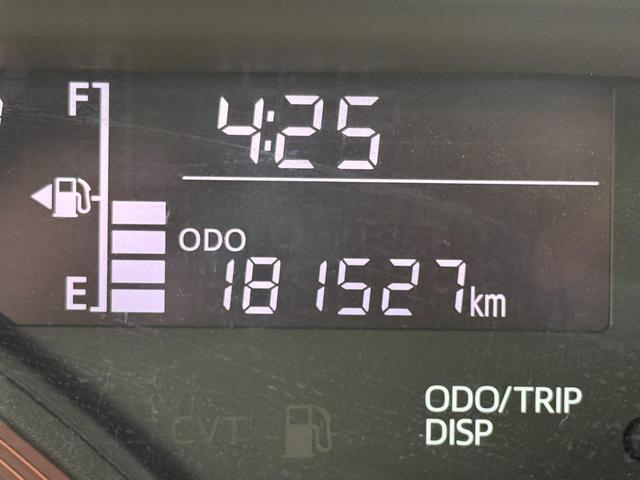 F
4:25
ODO
E
181527km
ODO/TRIP
DISP
CVT